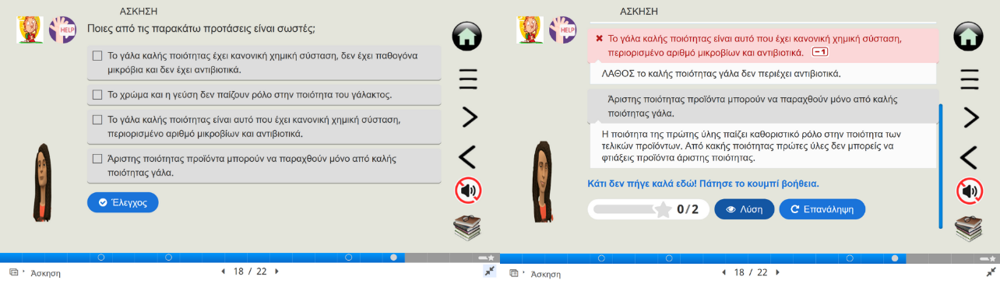 ΑΣΚΗΣΗ
HELP
Ποιες από τις παρακάτω προτάσεις είναι σωστές;
Το γάλα καλής ποιότητας έχει κανονική χημική σύσταση, δεν έχει παθογόνα
μικρόβια και δεν έχει αντιβιοτικά.
Το χρώμα και η γεύση δεν παίζουν ρόλο στην ποιότητα του γάλακτος.
Το γάλα καλής ποιότητας είναι αυτό που έχει κανονική χημική σύσταση,
περιορισμένο αριθμό μικροβίων και αντιβιοτικά.
Άριστης ποιότητας προϊόντα μπορούν να παραχθούν μόνο από καλής
ποιότητας γάλα.
Έλεγχος
Άσκηση
18 / 22
ΑΣΚΗΣΗ
HELP
Το γάλα καλής ποιότητας είναι αυτό που έχει κανονική χημική σύσταση,
περιορισμένο αριθμό μικροβίων και αντιβιοτικά. −1
ΛΑΘΟΣ το καλής ποιότητας γάλα δεν περιέχει αντιβιοτικά.
Άριστης ποιότητας προϊόντα μπορούν να παραχθούν μόνο από καλής
ποιότητας γάλα.
Η ποιότητα της πρώτης ύλης παίζει καθοριστικό ρόλο στην ποιότητα των
τελικών προϊόντων. Από κακής ποιότητας πρώτες ύλες δεν μπορείς να
φτιάξεις προϊόντα άριστης ποιότητας.
Κάτι δεν πήγε καλά εδώ! Πάτησε το κουμπί βοήθεια.
0/2
Λύση
Επανάληψη
Άσκηση
18 / 22